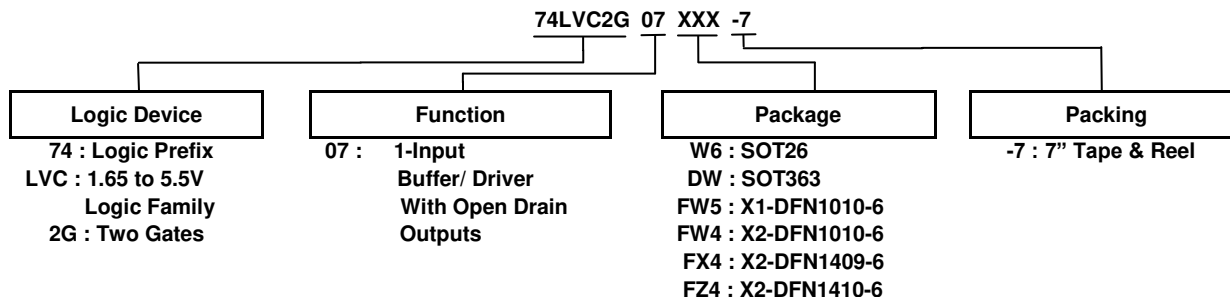 74LVC2G 07 XXX -7
Logic Device
74 : Logic Prefix
LVC : 1.65 to 5.5V
Logic Family
2G : Two Gates
Function
07 : 1-Input
Buffer/ Driver
With Open Drain
Outputs
Package
W6 : SOT26
DW : SOT363
FW5 : X1-DFN1010-6
FW4 : X2-DFN1010-6
FX4 : X2-DFN1409-6
FZ4 : X2-DFN1410-6
Packing
-7 : 7” Tape & Reel